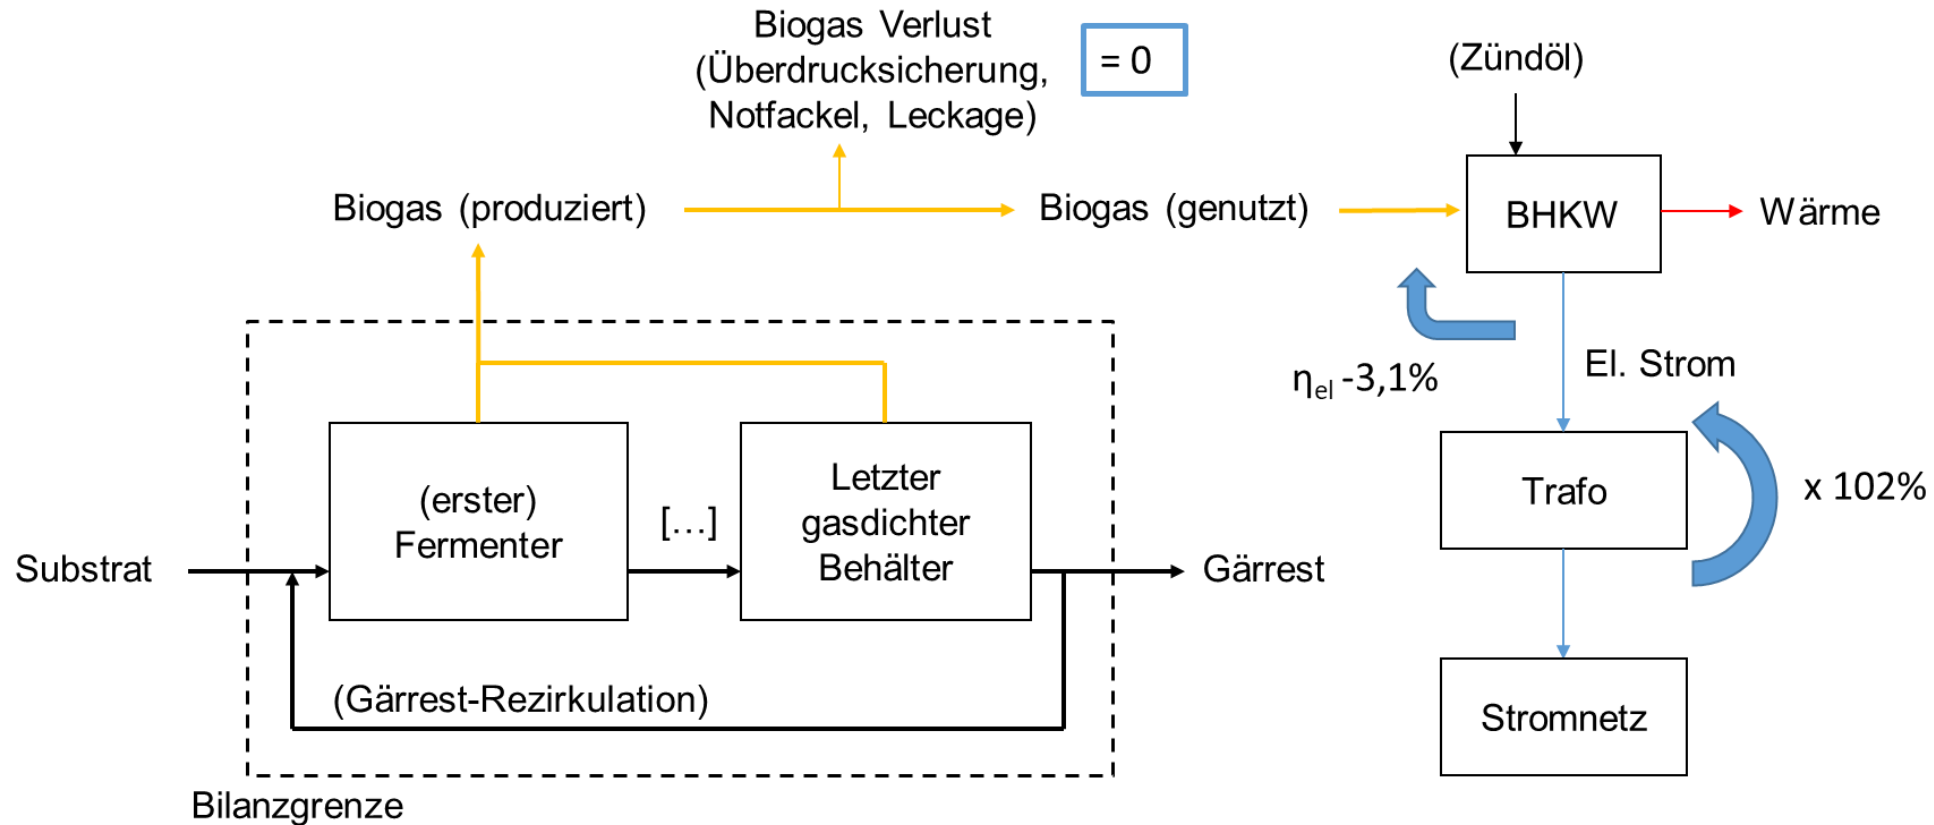 Biogas Verlust
(Überdrucksicherung,
Notfackel, Leckage)
= 0
(Zündöl)
Biogas (produziert)
Biogas (genutzt)
BHKW
Wärme
ηel -3,1%
El. Strom
(erster)
Fermenter
[...]
Letzter
gasdichter
Behälter
Trafo
x 102%
Substrat
Gärrest
(Gärrest-Rezirkulation)
Stromnetz
Bilanzgrenze